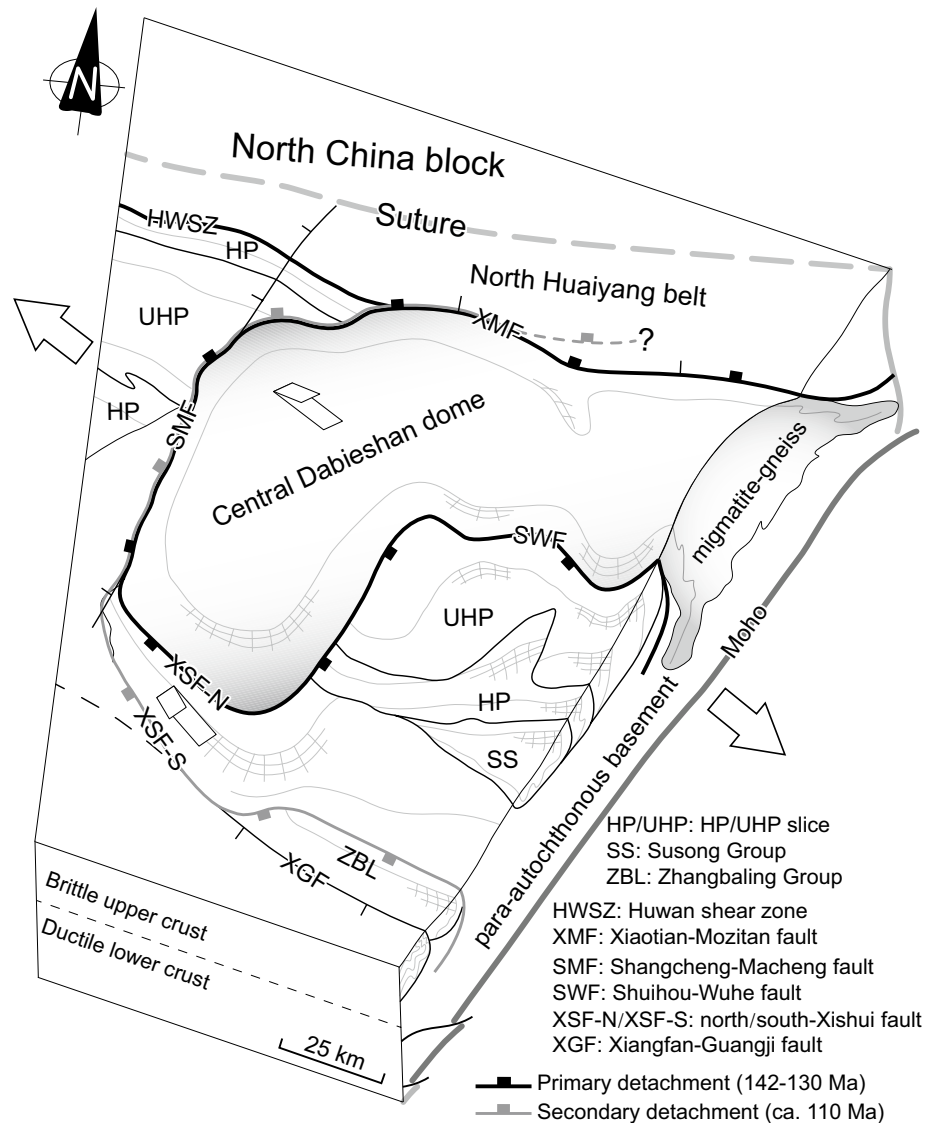 N
North China block
Suture
HWSZ
HP
North Huaiyang belt
UHP
XMF
?
HP
SMF
Central Dabieshan dome
migmatite-gneiss
SWF
UHP
Moho
XSF-N
HP
XSF-S
SS
para-autochthonous basement
ZBL
XGF
Brittle upper crust
Ductile lower crust
25 km
HP/UHP: HP/UHP slice
SS: Susong Group
ZBL: Zhangbaling Group
HWSZ: Huwan shear zone
XMF: Xiaotian-Mozitan fault
SMF: Shangcheng-Macheng fault
SWF: Shuihou-Wuhe fault
XSF-N/XSF-S: north/south-Xishui fault
XGF: Xiangfan-Guangji fault
Primary detachment (142-130 Ma)
Secondary detachment (ca. 110 Ma)